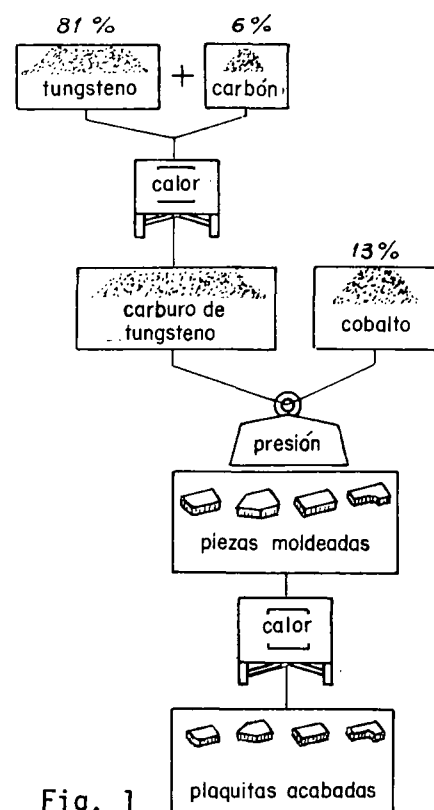 81 %
6 %
tungsteno
+
carbón
calor
13%
carburo de
tungsteno
cobalto
presión
piezas moldeadas
calor
plaquitas acabadas
Fig. 1